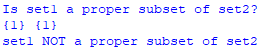 Is set1 a proper subset of set2?
{1} {1}
set1 NOT a proper subset of set2